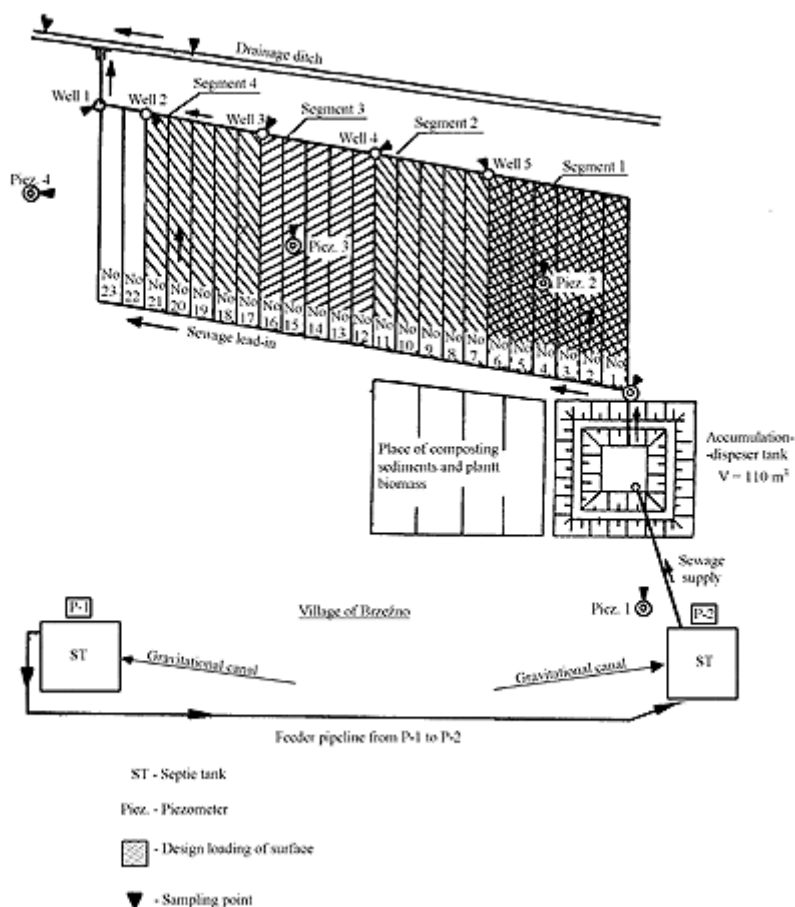 Drainage ditch
Well 1
Well 2
Segment 4
Well 3
Segment 3
Well 4
Segment 2
Well 5
Segment 1
Piez. 4
Piez. 3
Piez. 2
No 23
No 22
No 21
No 20
No 19
No 18
No 17
No 16
No 15
No 14
No 13
No 12
No 11
No 10
No 9
No 8
No 7
No 6
No 5
No 4
No 3
No 2
No 1
Sewage lead-in
Place of composting
sediments and plantt
biomass
Accumulation-
-dispeser tank
V = 110 m³
Sewage
supply
Piez. 1
P-1
Village of Brzeźno
P-2
ST
Gravitational canal
Gravitational canal
ST
Feeder pipeline from P-1 to P-2
ST - Septie tank
Piez. - Piezometer
- Design loading of surface
- Sampling point